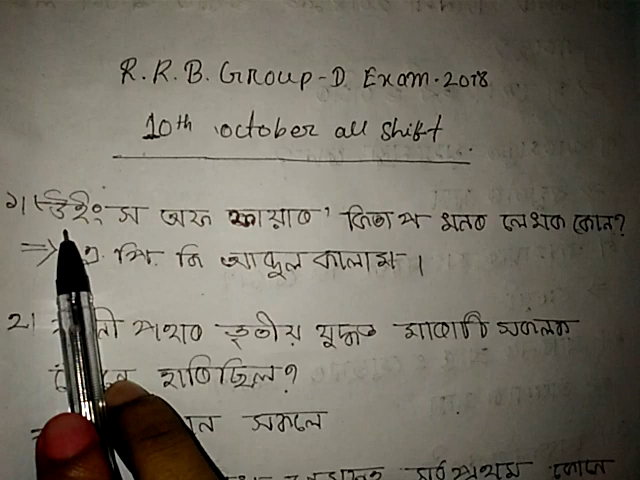 R.R.B. Group-D Exam-2018
10th october all shift
১। 'উইংস অফ ফায়াৰ' কিতাপ খনৰ লেখক কোন?
⇒ এ. পি. জি আব্দুল কালাম।
২। পথৰ তৃতীয় যুদ্ধত মাৰাঠী সকলক
হাৰিছিল?
সকলে
সৰ্বপ্ৰথম কোনে